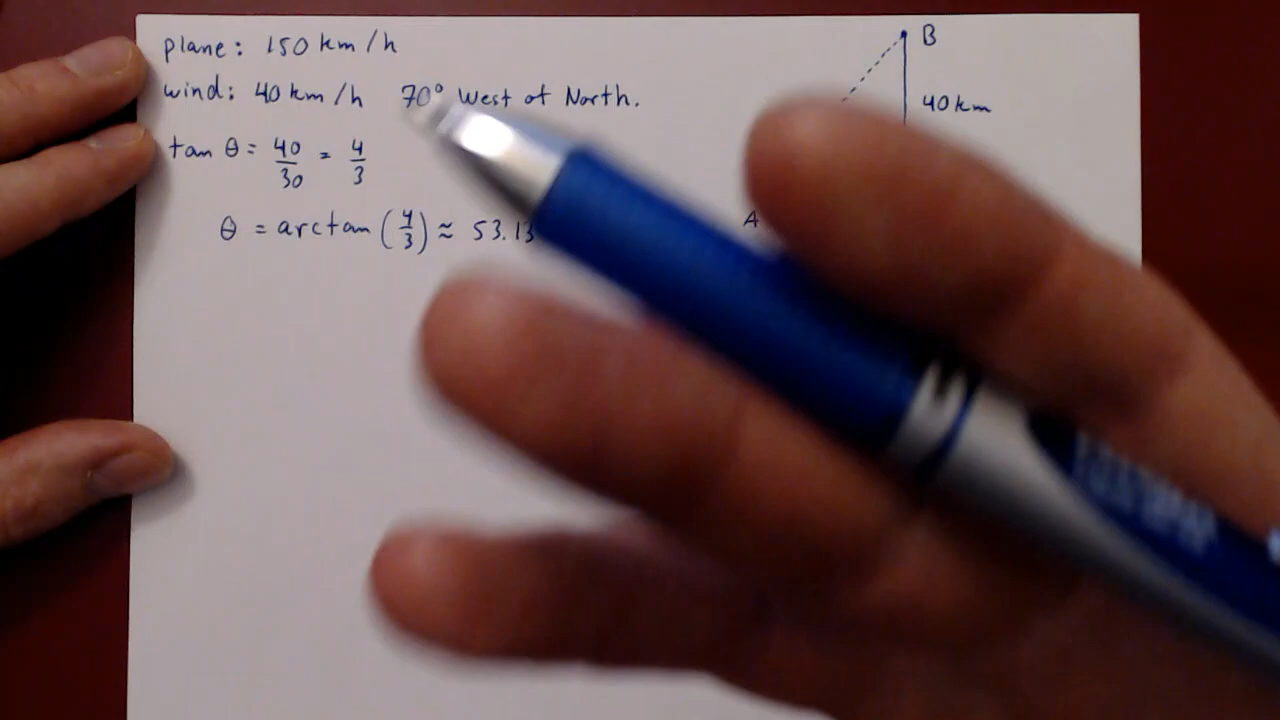 plane: 150 km/h
wind: 40 km/h 70° West of North.
tan θ = 40/30 = 4/3
θ = arctan (4/3) ≈ 53.13
B
40 km
A